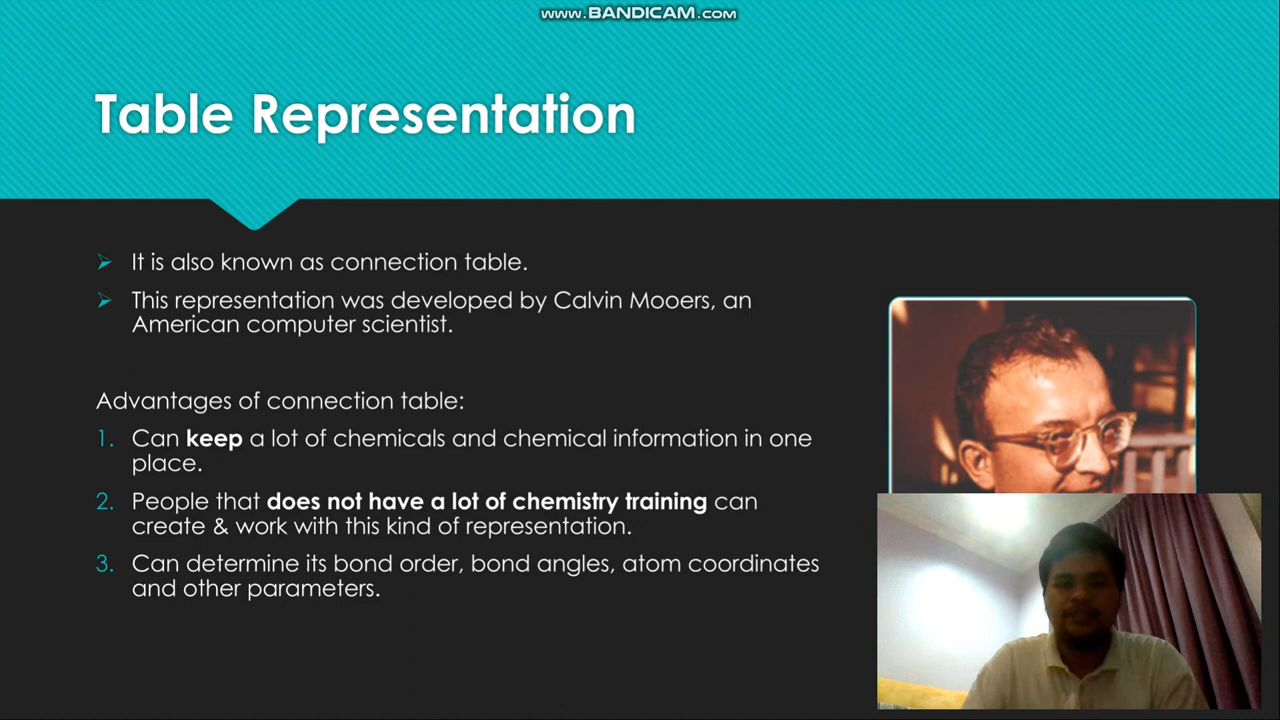 www.BANDICAM.com
Table Representation
It is also known as connection table.
This representation was developed by Calvin Mooers, an
American computer scientist.
Advantages of connection table:
1. Can keep a lot of chemicals and chemical information in one
place.
2. People that does not have a lot of chemistry training can
create & work with this kind of representation.
3. Can determine its bond order, bond angles, atom coordinates
and other parameters.